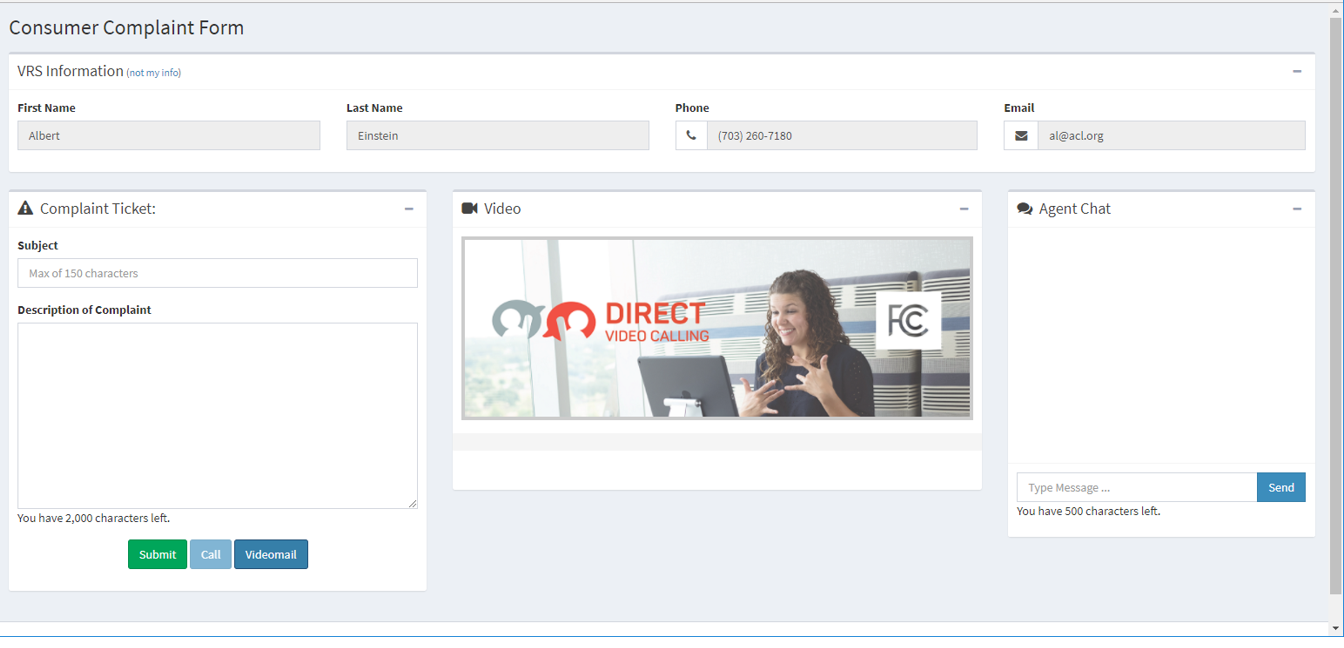 Consumer Complaint Form
VRS Information (not my info)
First Name
Last Name
Phone
Email
Albert
Einstein
(703) 260-7180
al@acl.org
Complaint Ticket:
Subject
Max of 150 characters
Description of Complaint
You have 2,000 characters left.
Submit
Call
Videomail
Video
DIRECT
VIDEO CALLING
FCC
Agent Chat
Type Message ...
Send
You have 500 characters left.